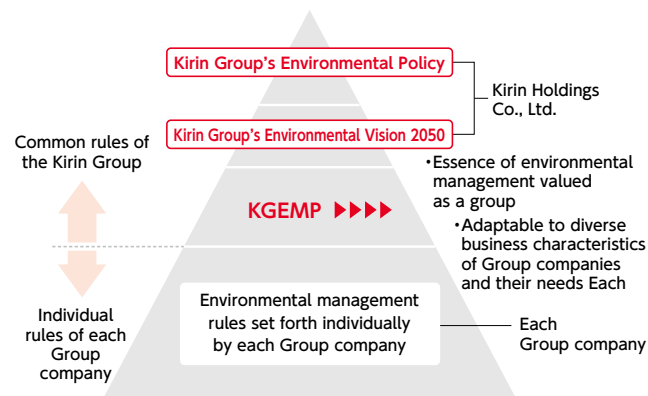 Kirin Group's Environmental Policy
Kirin Holdings
Co., Ltd.
Kirin Group's Environmental Vision 2050
Common rules of
the Kirin Group
・Essence of environmental
management valued
as a group
KGEMP
・Adaptable to diverse
business characteristics
of Group companies
and their needs Each
Individual
rules of each
Group
company
Environmental management
rules set forth individually
by each Group company
Each
Group company